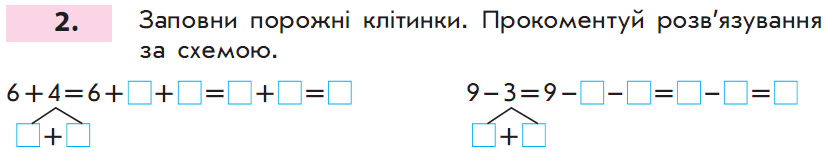 2. Заповни порожні клітинки. Прокоментуй розв'язування
за схемою.
6+4=6+□+□=□+□=□ 9−3=9−□−□=□−□=□
□+□ □+□